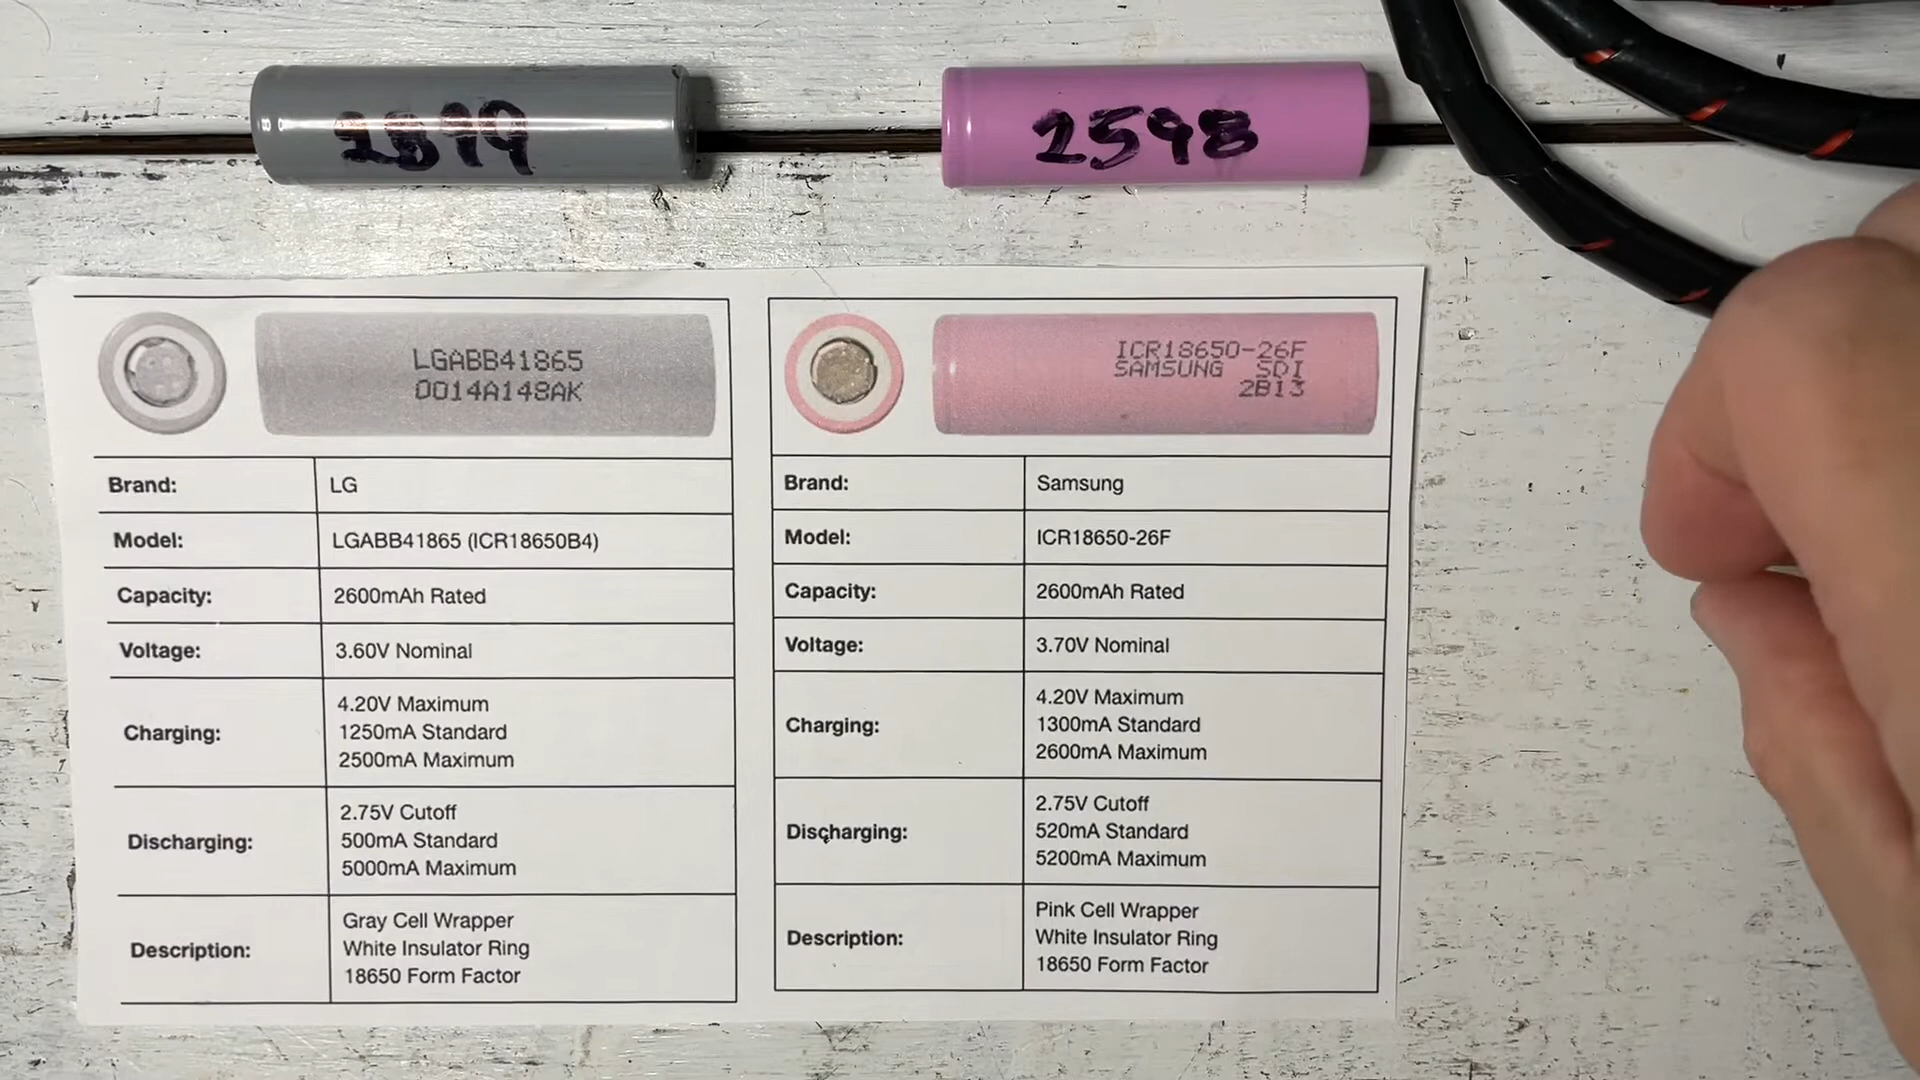 2598
LGABB41865
0014A148AK
Brand: LG
Model: LGABB41865 (ICR18650B4)
Capacity: 2600mAh Rated
Voltage: 3.60V Nominal
Charging: 4.20V Maximum
1250mA Standard
2500mA Maximum
Discharging: 2.75V Cutoff
500mA Standard
5000mA Maximum
Description: Gray Cell Wrapper
White Insulator Ring
18650 Form Factor
ICR18650-26F
SAMSUNG SDI
2B13
Brand: Samsung
Model: ICR18650-26F
Capacity: 2600mAh Rated
Voltage: 3.70V Nominal
Charging: 4.20V Maximum
1300mA Standard
2600mA Maximum
Discharging: 2.75V Cutoff
520mA Standard
5200mA Maximum
Description: Pink Cell Wrapper
White Insulator Ring
18650 Form Factor